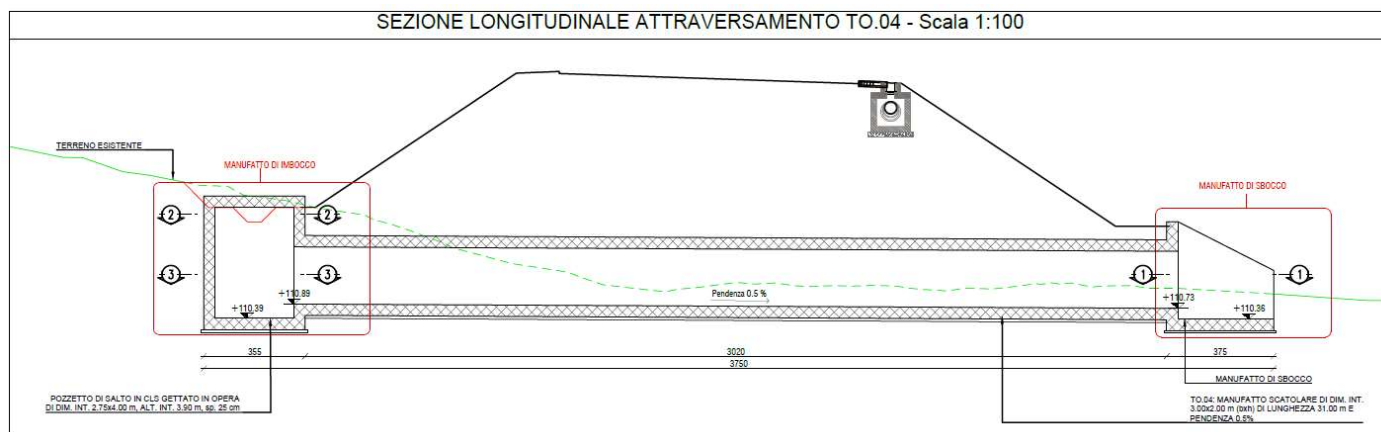 SEZIONE LONGITUDINALE ATTRAVERSAMENTO TO.04 - Scala 1:100
TERRENO ESISTENTE
MANUFATTO DI IMBOCCO
MANUFATTO DI SBOCCO
2
2
3
3
1
1
+110.89
+110.39
Pendenza 0.5 %
+110.73
+110.36
355
3020
375
3750
POZZETTO DI SALTO IN CLS GETTATO IN OPERA
DI DIM. INT. 2.75x4.00 m, ALT. INT. 3.90 m, sp. 25 cm
MANUFATTO DI SBOCCO
TO.04: MANUFATTO SCATOLARE DI DIM. INT.
3.00x2.00 m (bxh) DI LUNGHEZZA 31.00 m E
PENDENZA 0.5%